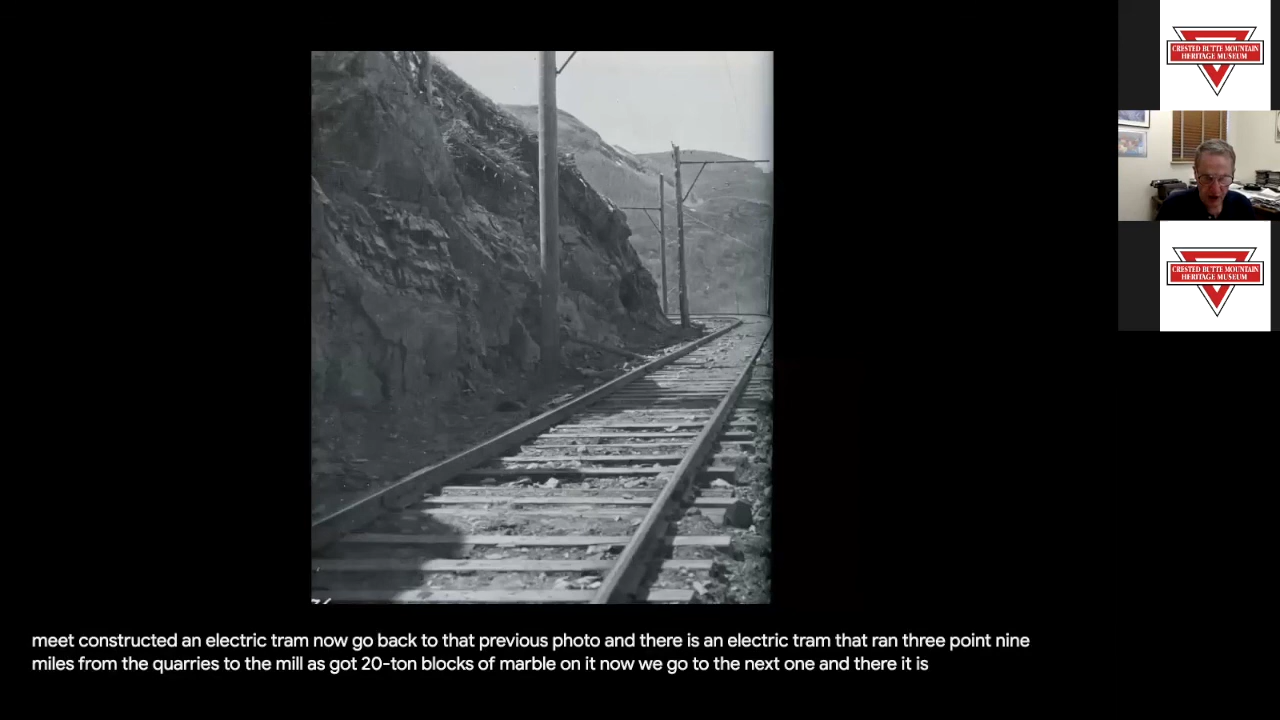 CRESTED BUTTE MOUNTAIN
HERITAGE MUSEUM
CRESTED BUTTE MOUNTAIN
HERITAGE MUSEUM
meet constructed an electric tram now go back to that previous photo and there is an electric tram that ran three point nine
miles from the quarries to the mill as got 20-ton blocks of marble on it now we go to the next one and there it is